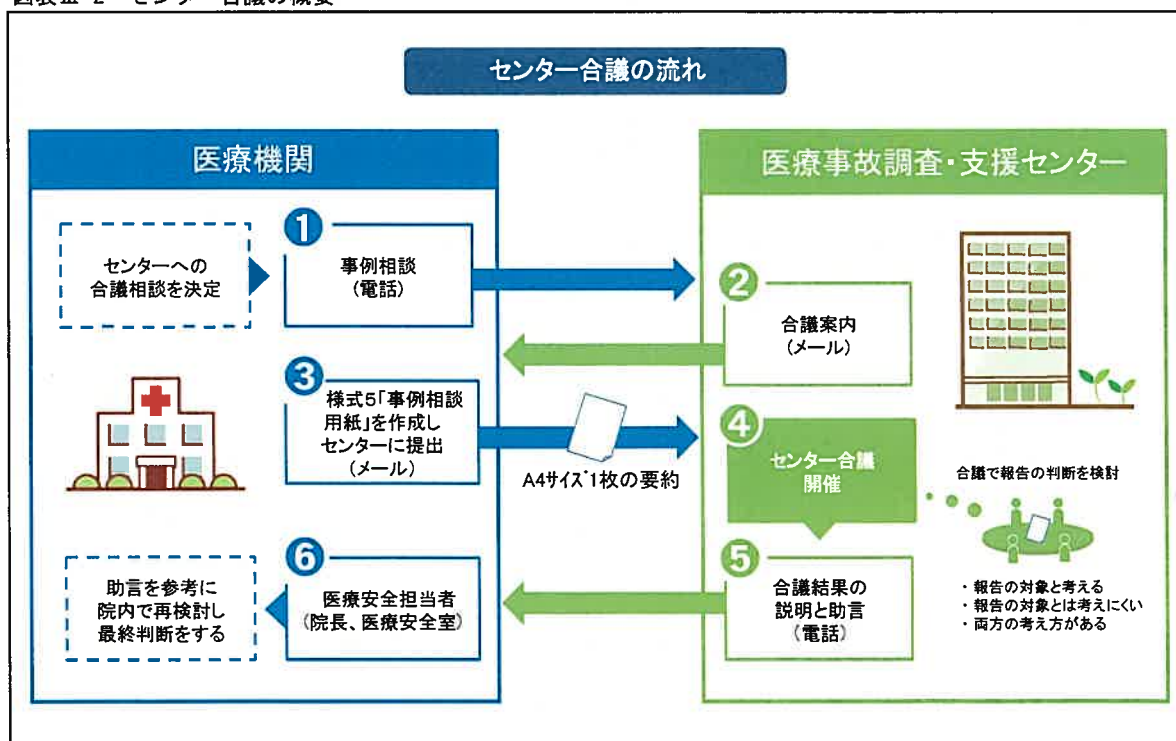 センター合議の流れ
医療機関
医療事故調査・支援センター
センターへの
合議相談を決定
1
事例相談
(電話)
2
合議案内
(メール)
3
様式5「事例相談
用紙」を作成し
センターに提出
(メール)
A4サイズ1枚の要約
4
センター合議
開催
合議で報告の判断を検討
・報告の対象と考える
・報告の対象とは考えにくい
・両方の考え方がある
5
合議結果の
説明と助言
(電話)
6
医療安全担当者
(院長、医療安全室)
助言を参考に
院内で再検討し
最終判断をする